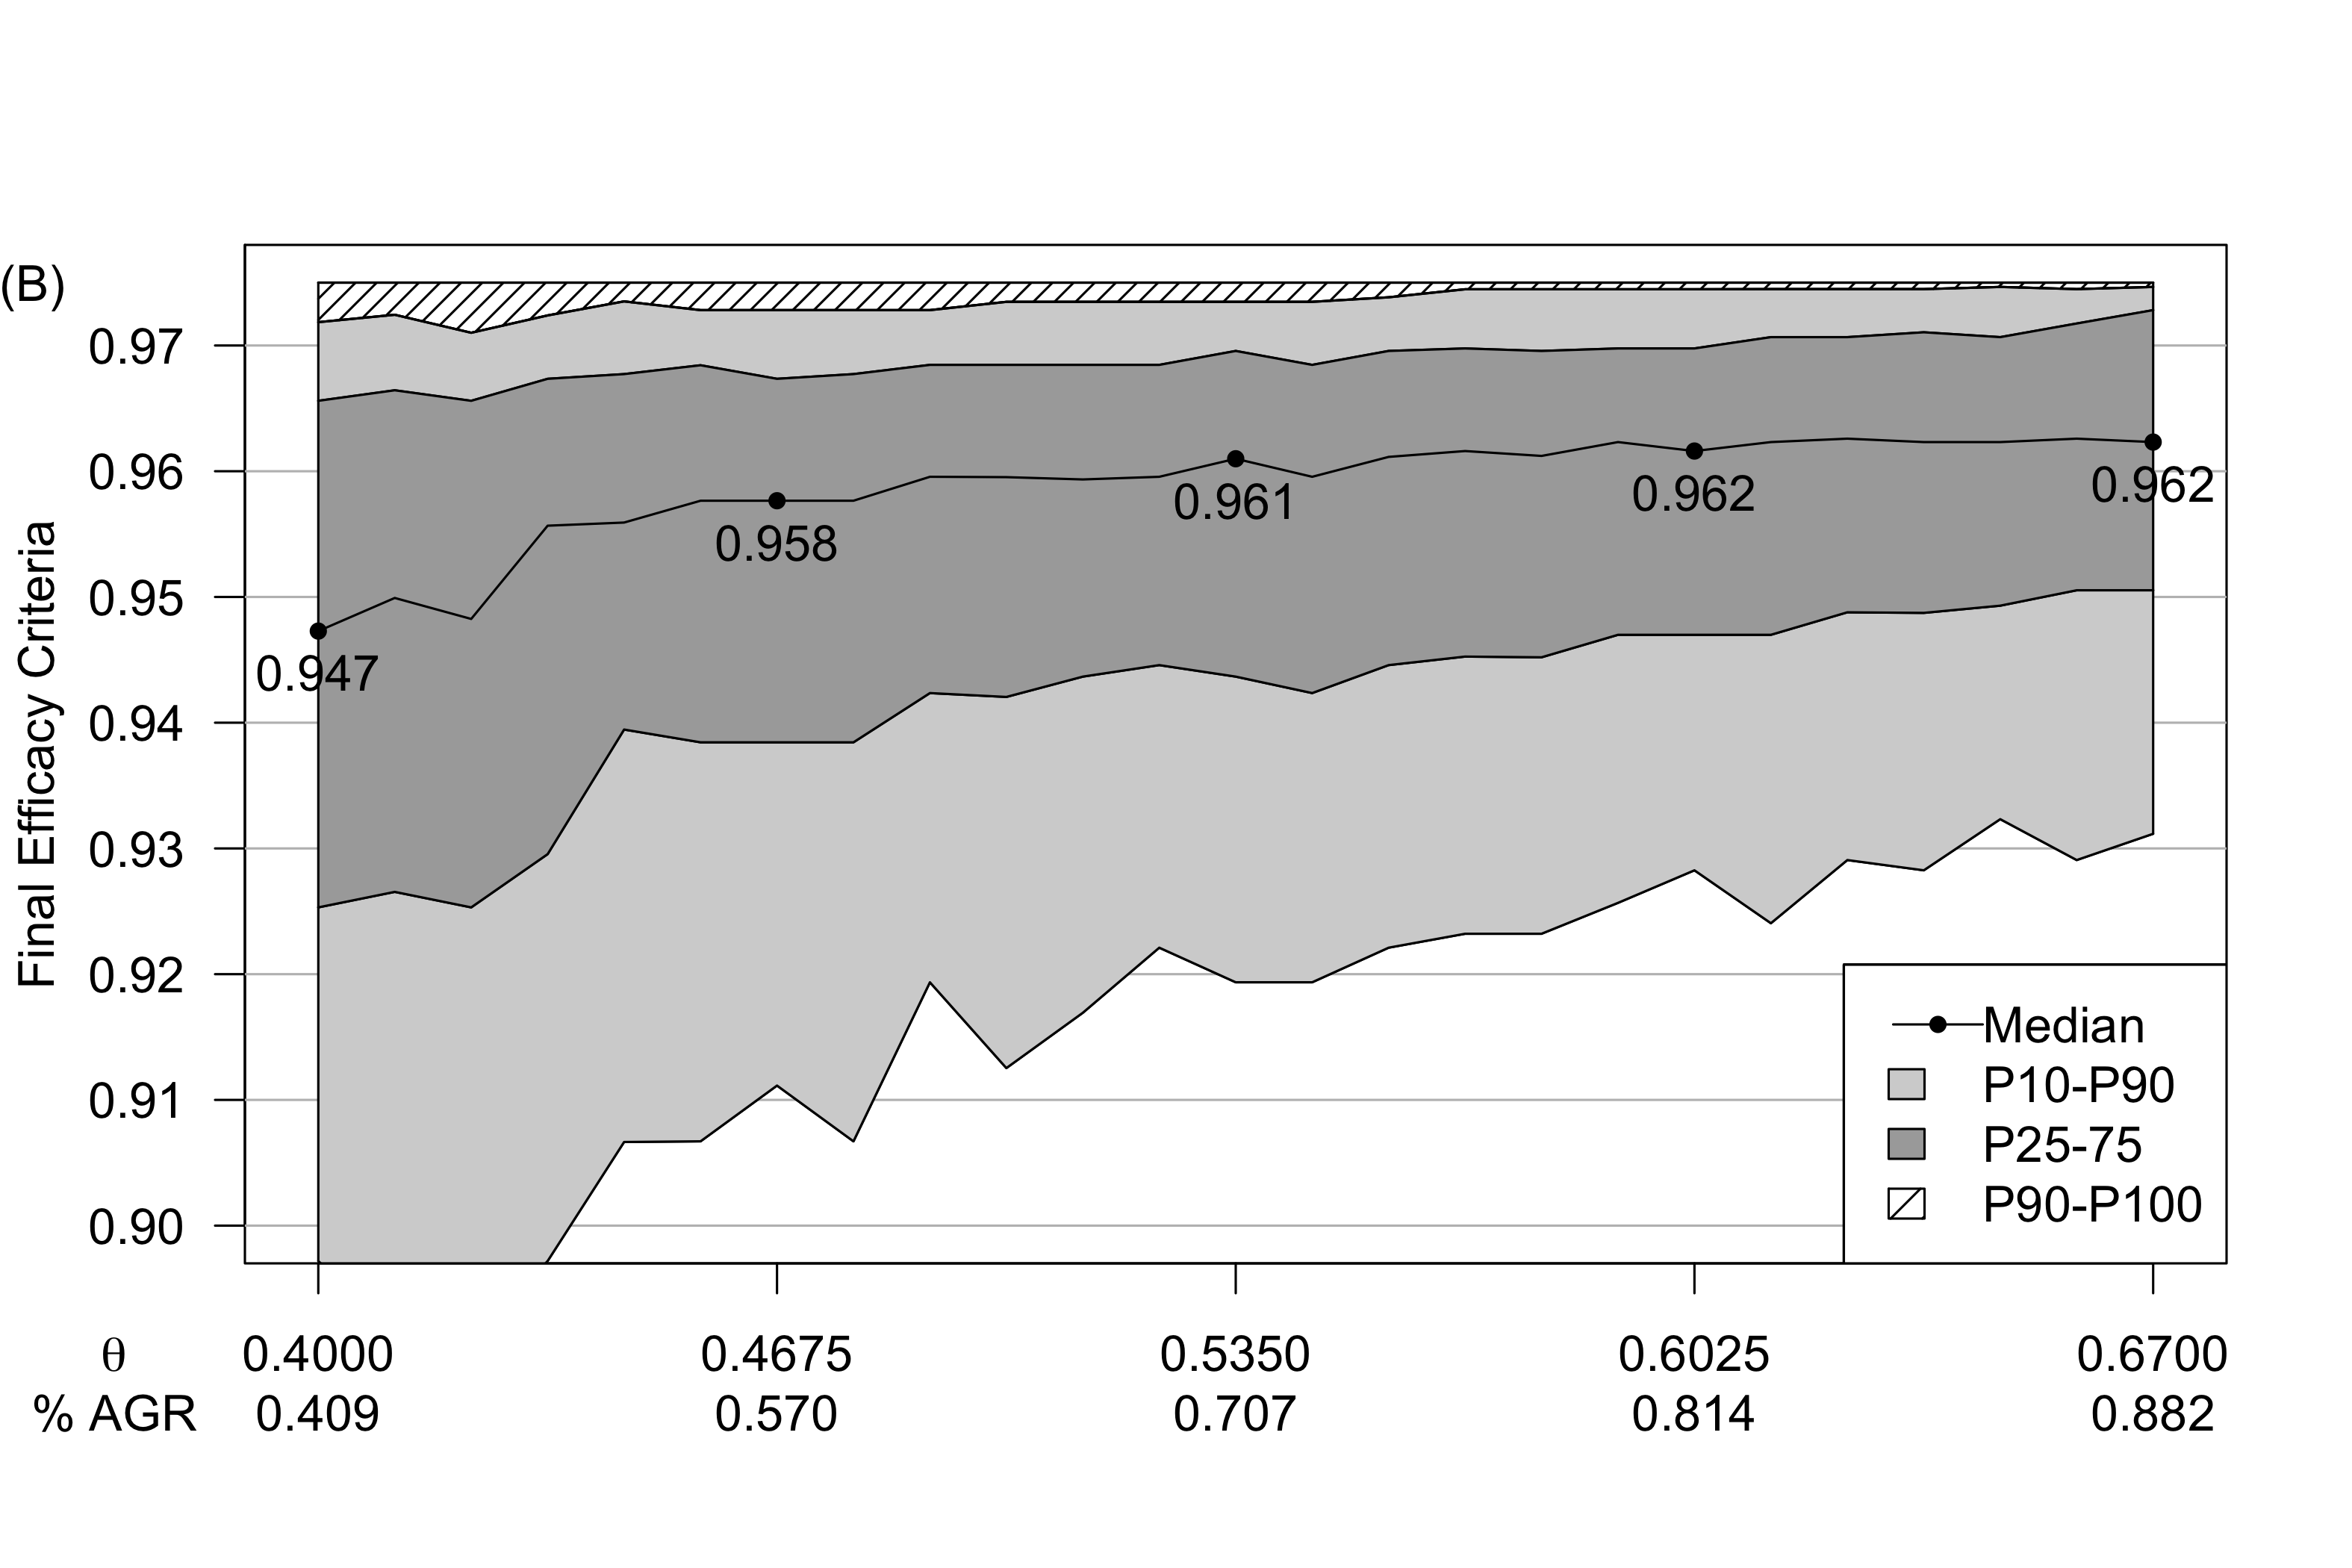 (B)
Final Efficacy Criteria
0.97
0.96
0.95
0.94
0.93
0.92
0.91
0.90
0.947
0.958
0.961
0.962
0.962
Median
P10-P90
P25-75
P90-P100
θ 0.4000 0.4675 0.5350 0.6025 0.6700
% AGR 0.409 0.570 0.707 0.814 0.882